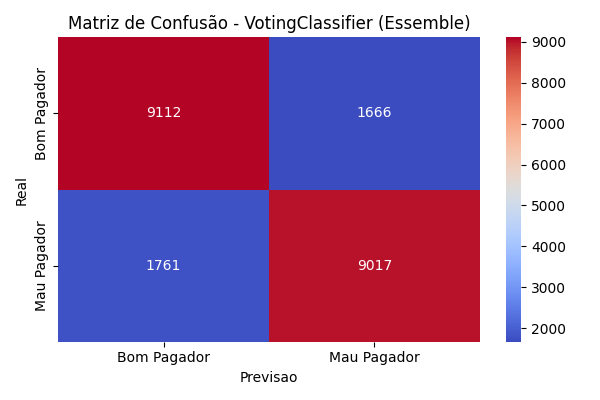 Matriz de Confusão - VotingClassifier (Essemble)
Bom Pagador
Mau Pagador
Real
9112
1666
1761
9017
Bom Pagador
Mau Pagador
Previsao
9000
8000
7000
6000
5000
4000
3000
2000